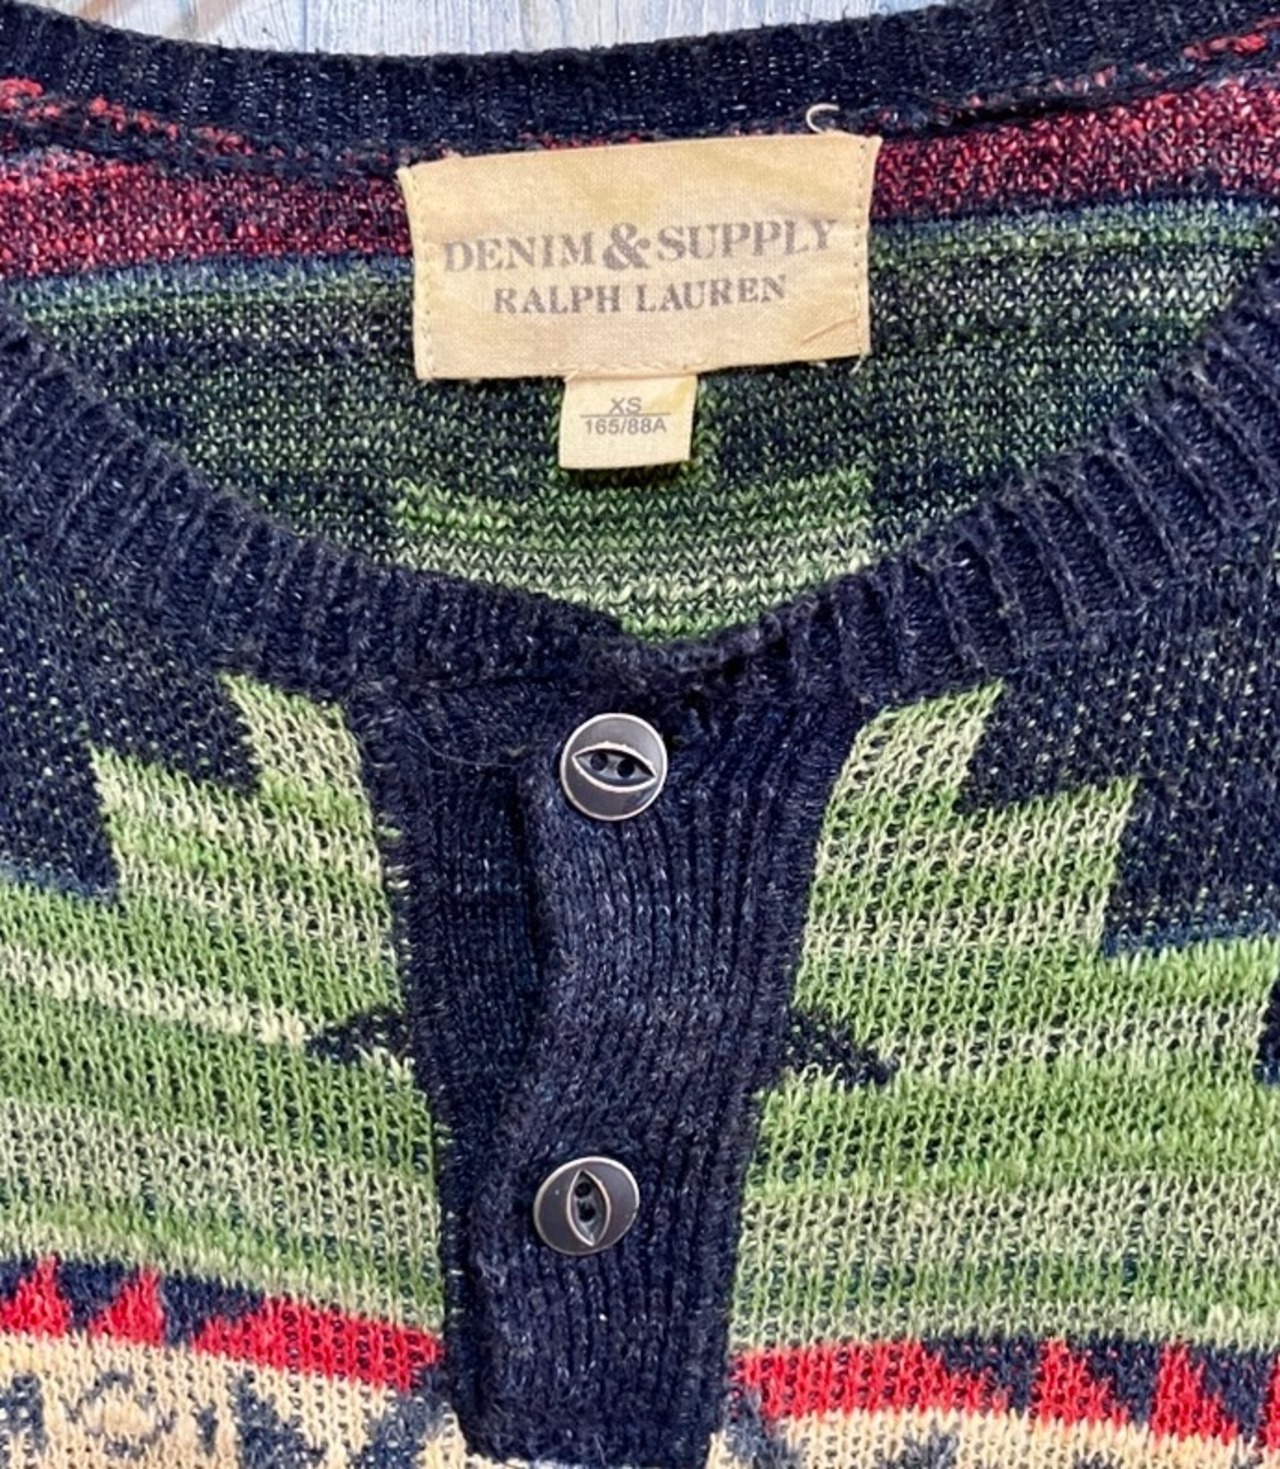 DENIM & SUPPLY
RALPH LAUREN
XS
165/88A